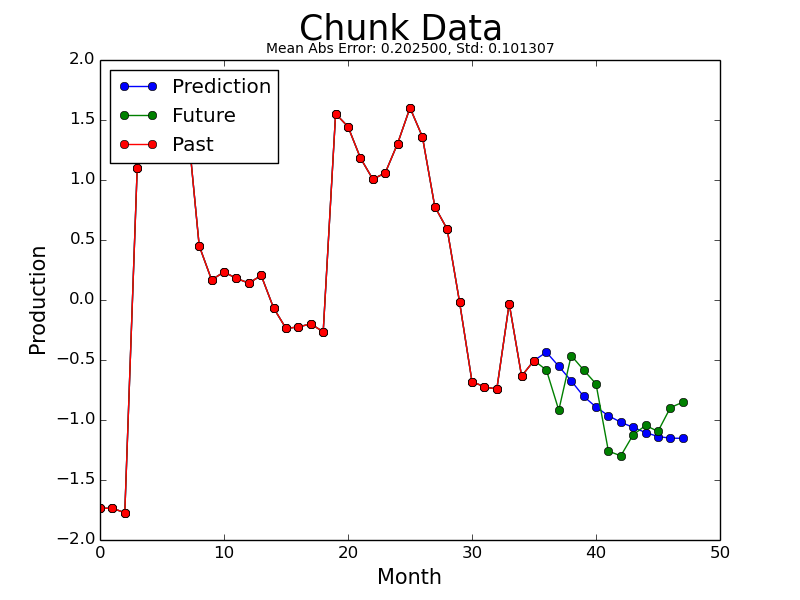 Chunk Data
Mean Abs Error: 0.202500, Std: 0.101307
Prediction
Future
Past
2.0
1.5
1.0
0.5
0.0
−0.5
−1.0
−1.5
−2.0
Production
0 10 20 30 40 50
Month